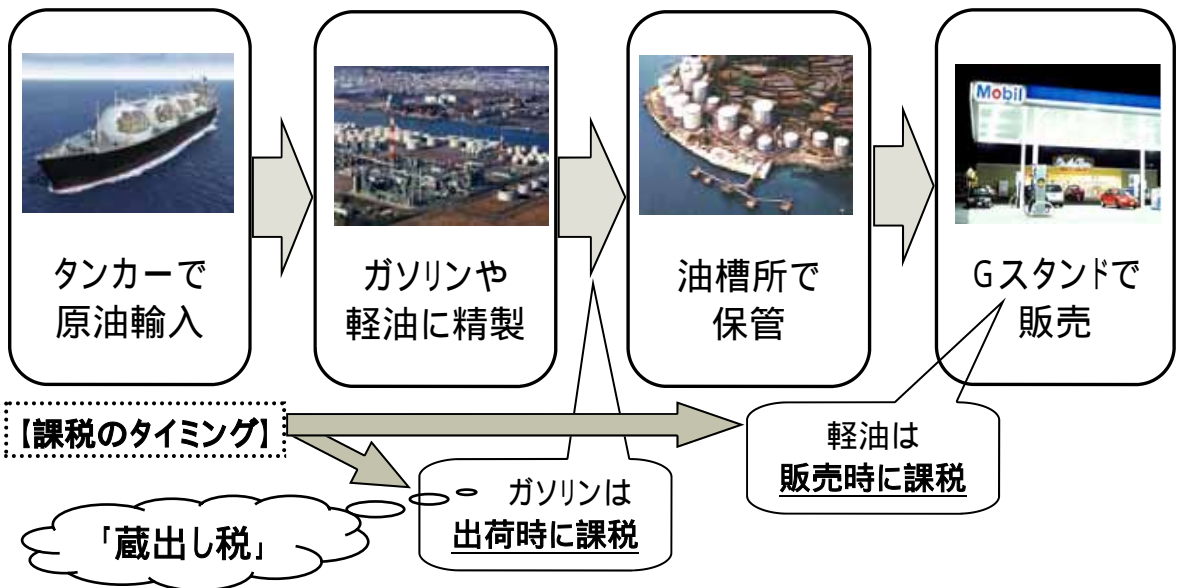 Mobil
タンカーで
原油輸入
ガソリンや
軽油に精製
油槽所で
保管
Gスタンドで
販売
【課税のタイミング】
軽油は
販売時に課税
ガソリンは
出荷時に課税
「蔵出し税」